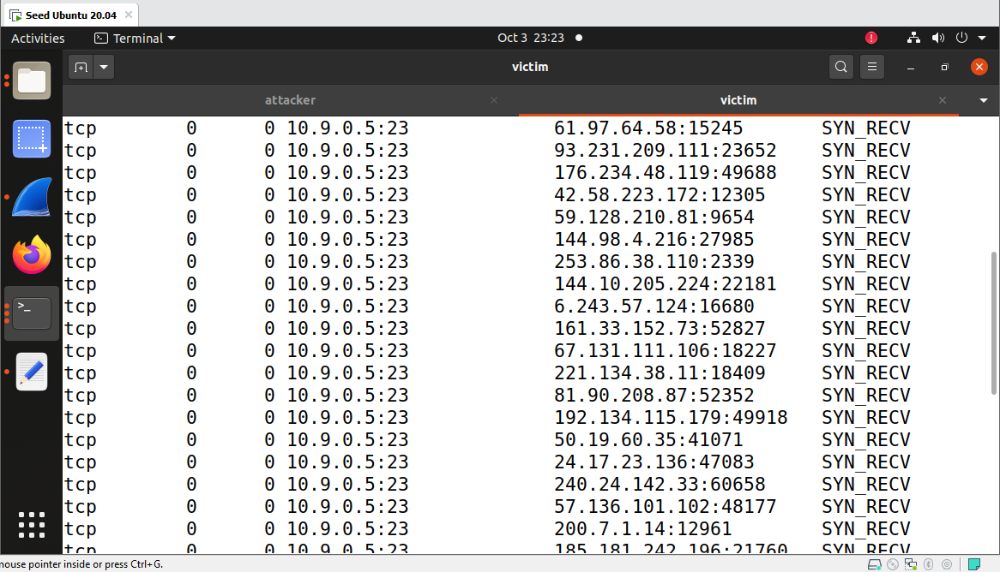 Seed Ubuntu 20.04
Activities Terminal Oct 3 23:23
victim
attacker victim
tcp 0 0 10.9.0.5:23 61.97.64.58:15245 SYN_RECV
tcp 0 0 10.9.0.5:23 93.231.209.111:23652 SYN_RECV
tcp 0 0 10.9.0.5:23 176.234.48.119:49688 SYN_RECV
tcp 0 0 10.9.0.5:23 42.58.223.172:12305 SYN_RECV
tcp 0 0 10.9.0.5:23 59.128.210.81:9654 SYN_RECV
tcp 0 0 10.9.0.5:23 144.98.4.216:27985 SYN_RECV
tcp 0 0 10.9.0.5:23 253.86.38.110:2339 SYN_RECV
tcp 0 0 10.9.0.5:23 144.10.205.224:22181 SYN_RECV
tcp 0 0 10.9.0.5:23 6.243.57.124:16680 SYN_RECV
tcp 0 0 10.9.0.5:23 161.33.152.73:52827 SYN_RECV
tcp 0 0 10.9.0.5:23 67.131.111.106:18227 SYN_RECV
tcp 0 0 10.9.0.5:23 221.134.38.11:18409 SYN_RECV
tcp 0 0 10.9.0.5:23 81.90.208.87:52352 SYN_RECV
tcp 0 0 10.9.0.5:23 192.134.115.179:49918 SYN_RECV
tcp 0 0 10.9.0.5:23 50.19.60.35:41071 SYN_RECV
tcp 0 0 10.9.0.5:23 24.17.23.136:47083 SYN_RECV
tcp 0 0 10.9.0.5:23 240.24.142.33:60658 SYN_RECV
tcp 0 0 10.9.0.5:23 57.136.101.102:48177 SYN_RECV
tcp 0 0 10.9.0.5:23 200.7.1.14:12961 SYN_RECV
tcp 0 0 10.9.0.5:23 185.181.242.196:21760 SYN_RECV
mouse pointer inside or press Ctrl+G.